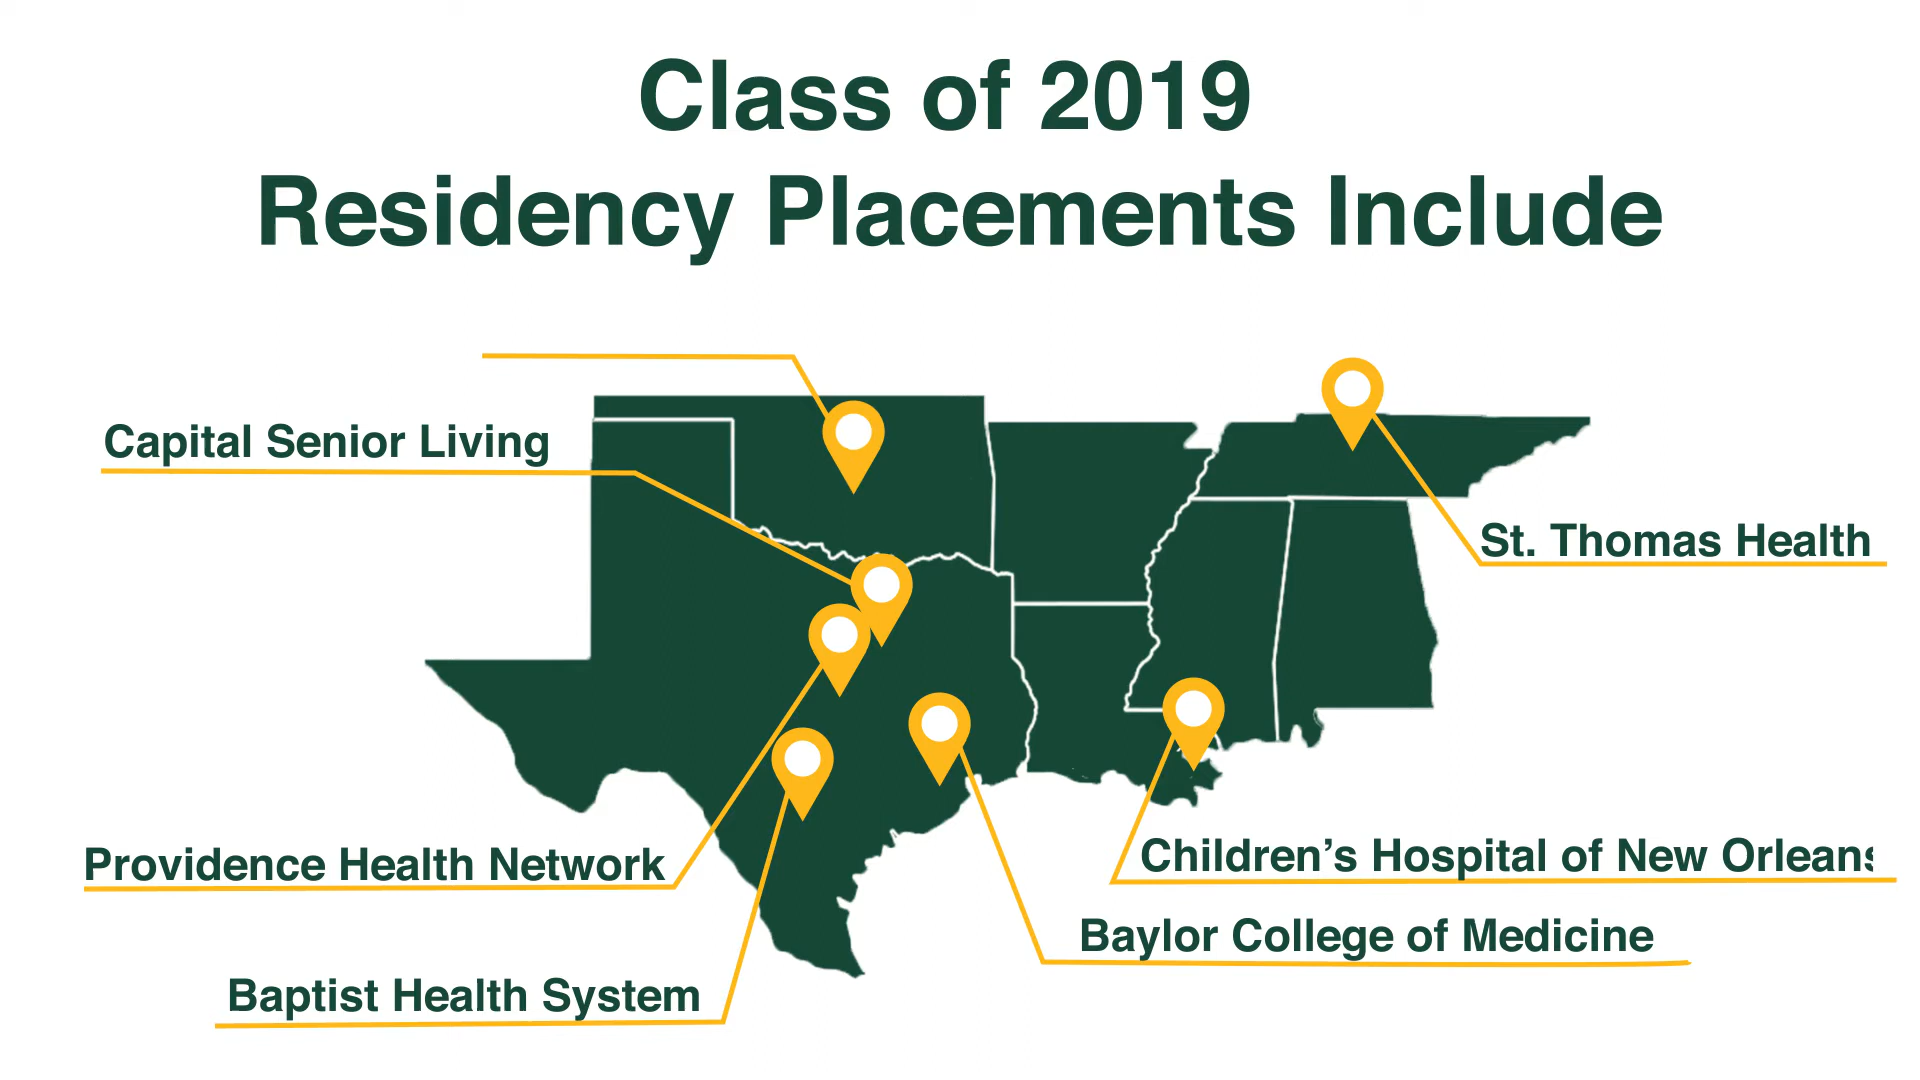 Class of 2019
Residency Placements Include
Capital Senior Living
St. Thomas Health
Providence Health Network
Children’s Hospital of New Orleans
Baylor College of Medicine
Baptist Health System